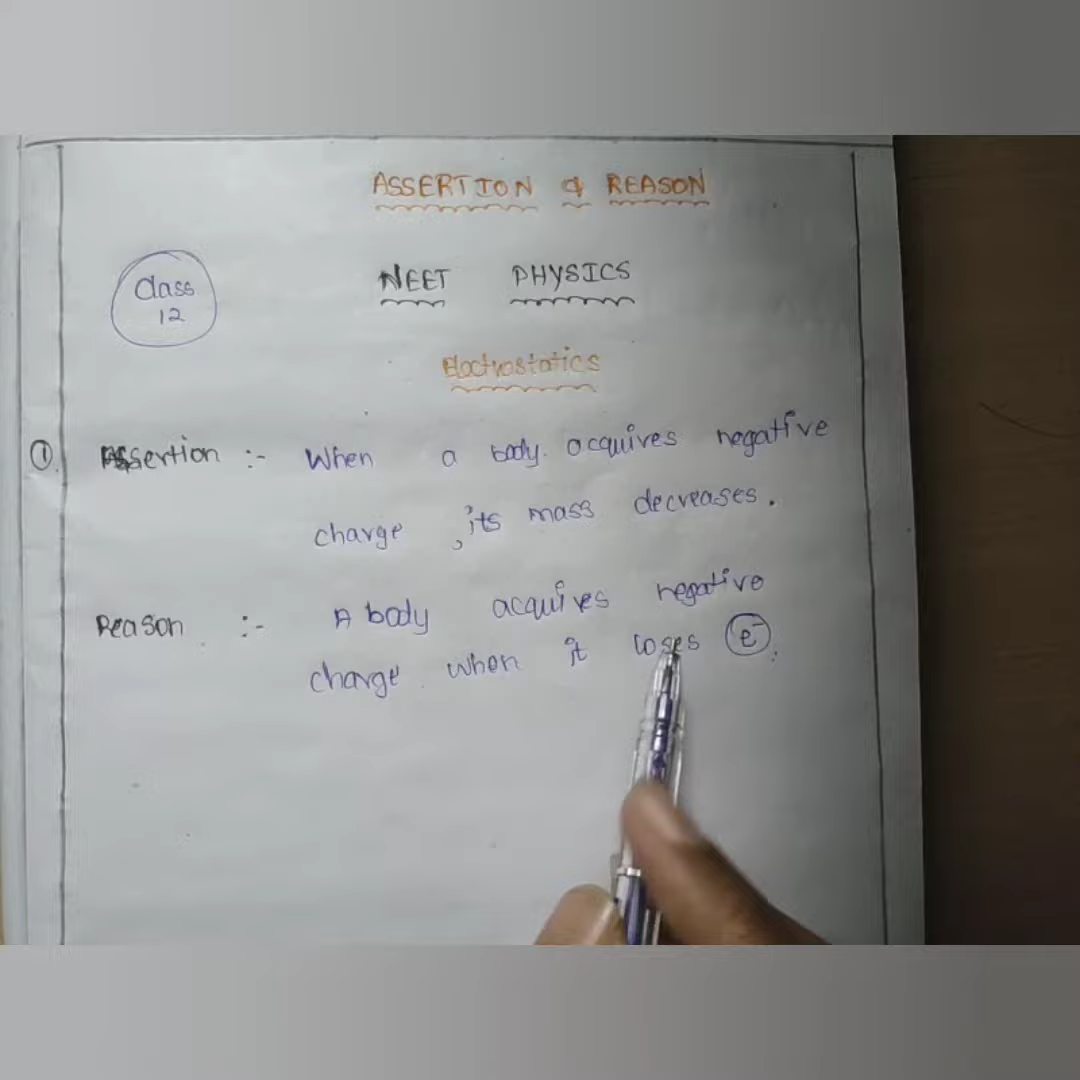 ASSERTION & REASON
Class
12
NEET PHYSICS
Electrostatics
① Assertion :- When a body acquires negative
charge, its mass decreases.
Reason :- A body acquires negative
charge when it loses e⁻.